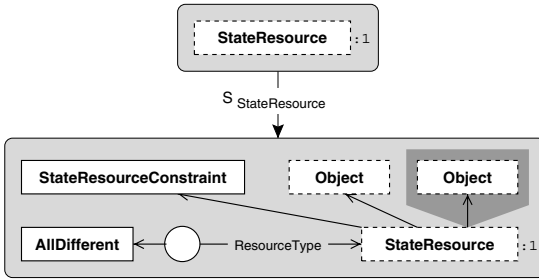 StateResource :1
S StateResource
StateResourceConstraint Object Object
AllDifferent ResourceType StateResource :1